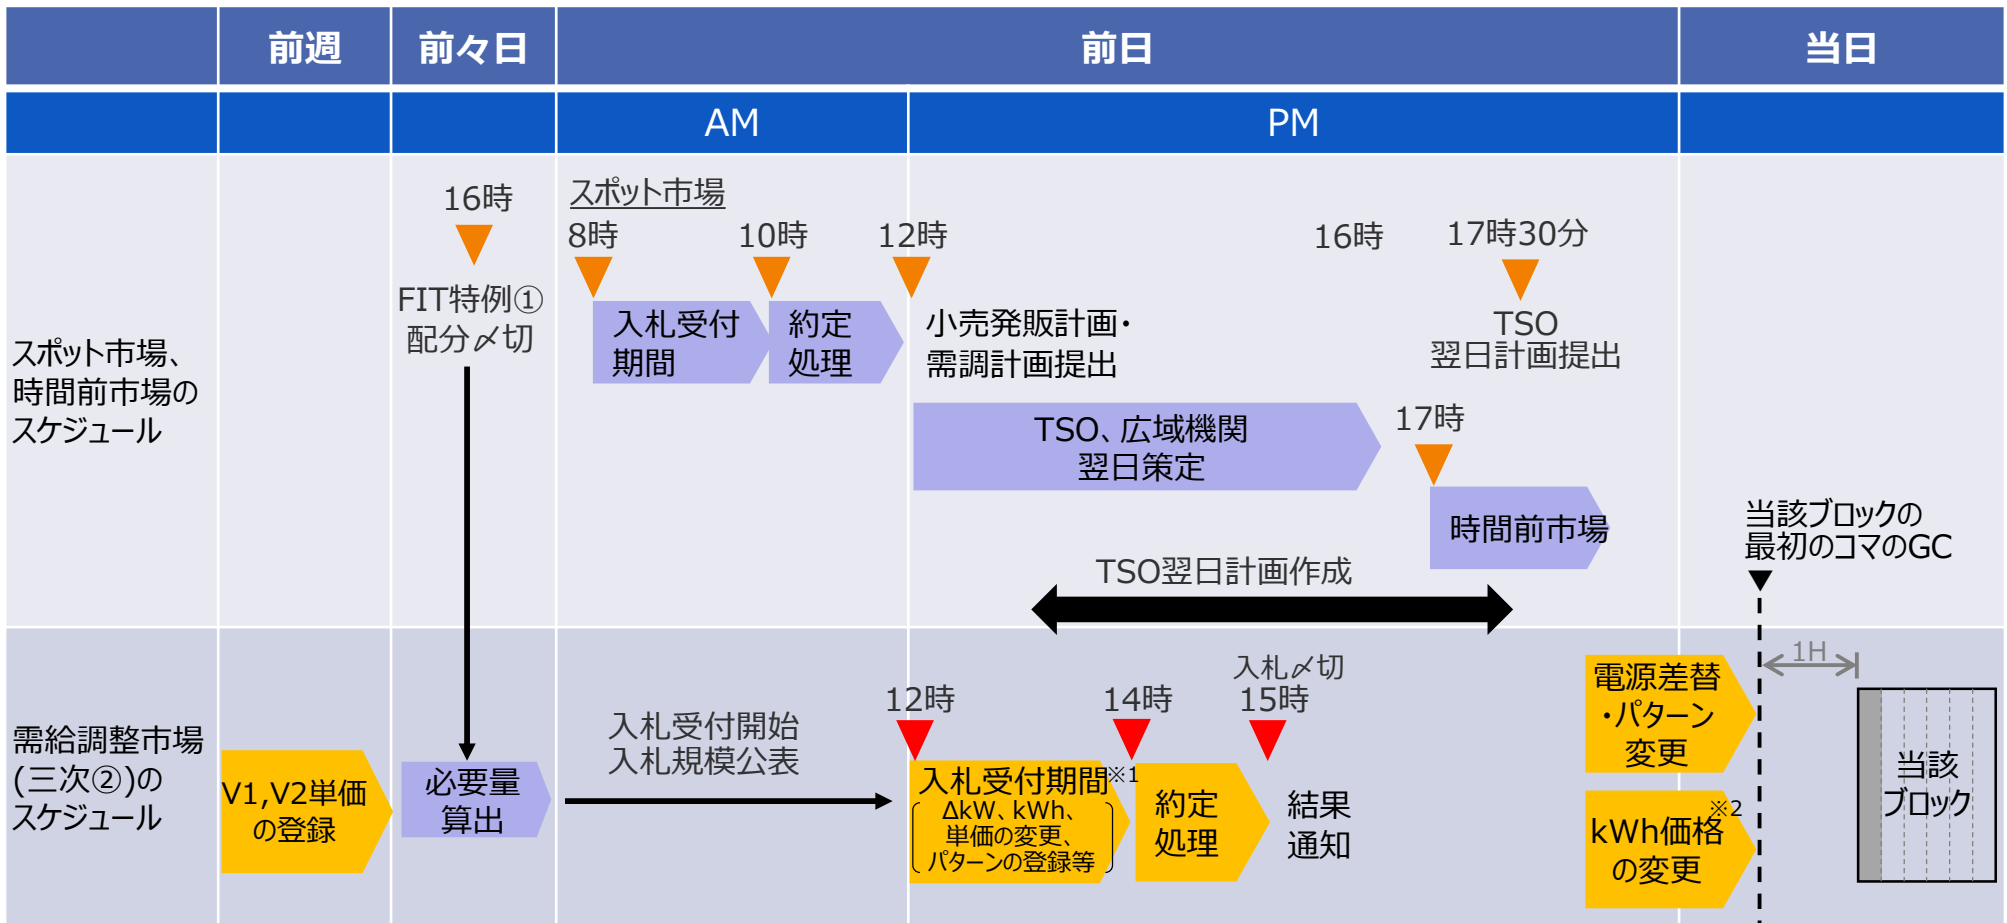 前週
前々日
前日
当日
AM
PM
スポット市場、
時間前市場の
スケジュール
16時
FIT特例①
配分〆切
スポット市場
8時
10時
12時
入札受付
期間
約定
処理
小売発販計画・
需調計画提出
16時
17時30分
TSO
翌日計画提出
TSO、広域機関
翌日策定
17時
時間前市場
TSO翌日計画作成
当該ブロックの
最初のコマのGC
需給調整市場
(三次②)の
スケジュール
V1,V2単価
の登録
必要量
算出
入札受付開始
入札規模公表
12時
14時
入札〆切
15時
入札受付期間※1
ΔkW、kWh、
単価の変更、
パターンの登録等
約定
処理
結果
通知
電源差替
・パターン
変更
kWh価格※2
の変更
1H
当該
ブロック